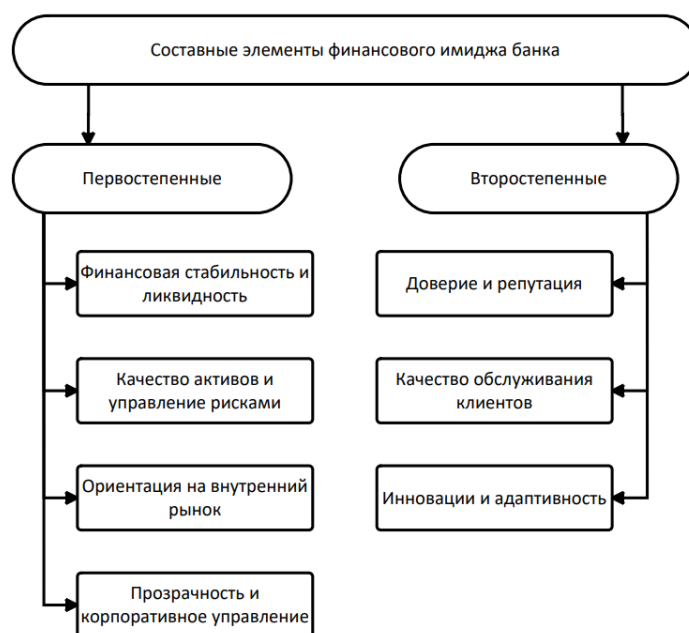 Составные элементы финансового имиджа банка
Первостепенные
Второстепенные
Финансовая стабильность и
ликвидность
Доверие и репутация
Качество активов и
управление рисками
Качество обслуживания
клиентов
Ориентация на внутренний
рынок
Инновации и адаптивность
Прозрачность и
корпоративное управление